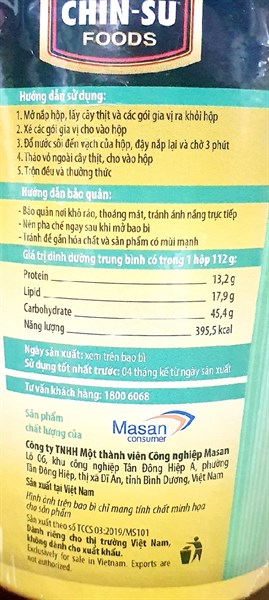 CHIN-SU
FOODS
Hướng dẫn sử dụng:
1. Mở nắp hộp, lấy cây thịt và các gói gia vị ra khỏi hộp
2. Xé các gói gia vị cho vào hộp
3. Đổ nước sôi đến vạch của hộp, đậy nắp lại và chờ 3 phút
4. Tháo vỏ ngoài cây thịt, cho vào hộp
5. Trộn đều và thưởng thức
Hướng dẫn bảo quản:
- Bảo quản nơi khô ráo, thoáng mát, tránh ánh nắng trực tiếp
- Nên pha chế ngay sau khi mở bao bì
- Tránh để gần hóa chất và sản phẩm có mùi mạnh
Giá trị dinh dưỡng trung bình có trong 1 hộp 112 g:
Protein 13,2 g
Lipid 17,9 g
Carbohydrate 45,4 g
Năng lượng 395,5 kcal
Ngày sản xuất: xem trên bao bì
Sử dụng tốt nhất trước: 04 tháng kể từ ngày sản xuất
Tư vấn khách hàng: 1800 6068
Sản phẩm
chất lượng của
Masan
consumer
Công ty TNHH Một thành viên Công nghiệp Masan
Lô 06, khu công nghiệp Tân Đông Hiệp A, phường
Tân Đông Hiệp, thị xã Dĩ An, tỉnh Bình Dương, Việt Nam
Sản xuất tại Việt Nam
Hình ảnh trên bao bì chỉ mang tính chất minh họa
cho sản phẩm
Sản xuất theo số TCCS 03:2019/MS101
Dành riêng cho thị trường Việt Nam,
không dành cho xuất khẩu.
Exclusively for sale in Vietnam. Exports are
not authorized.